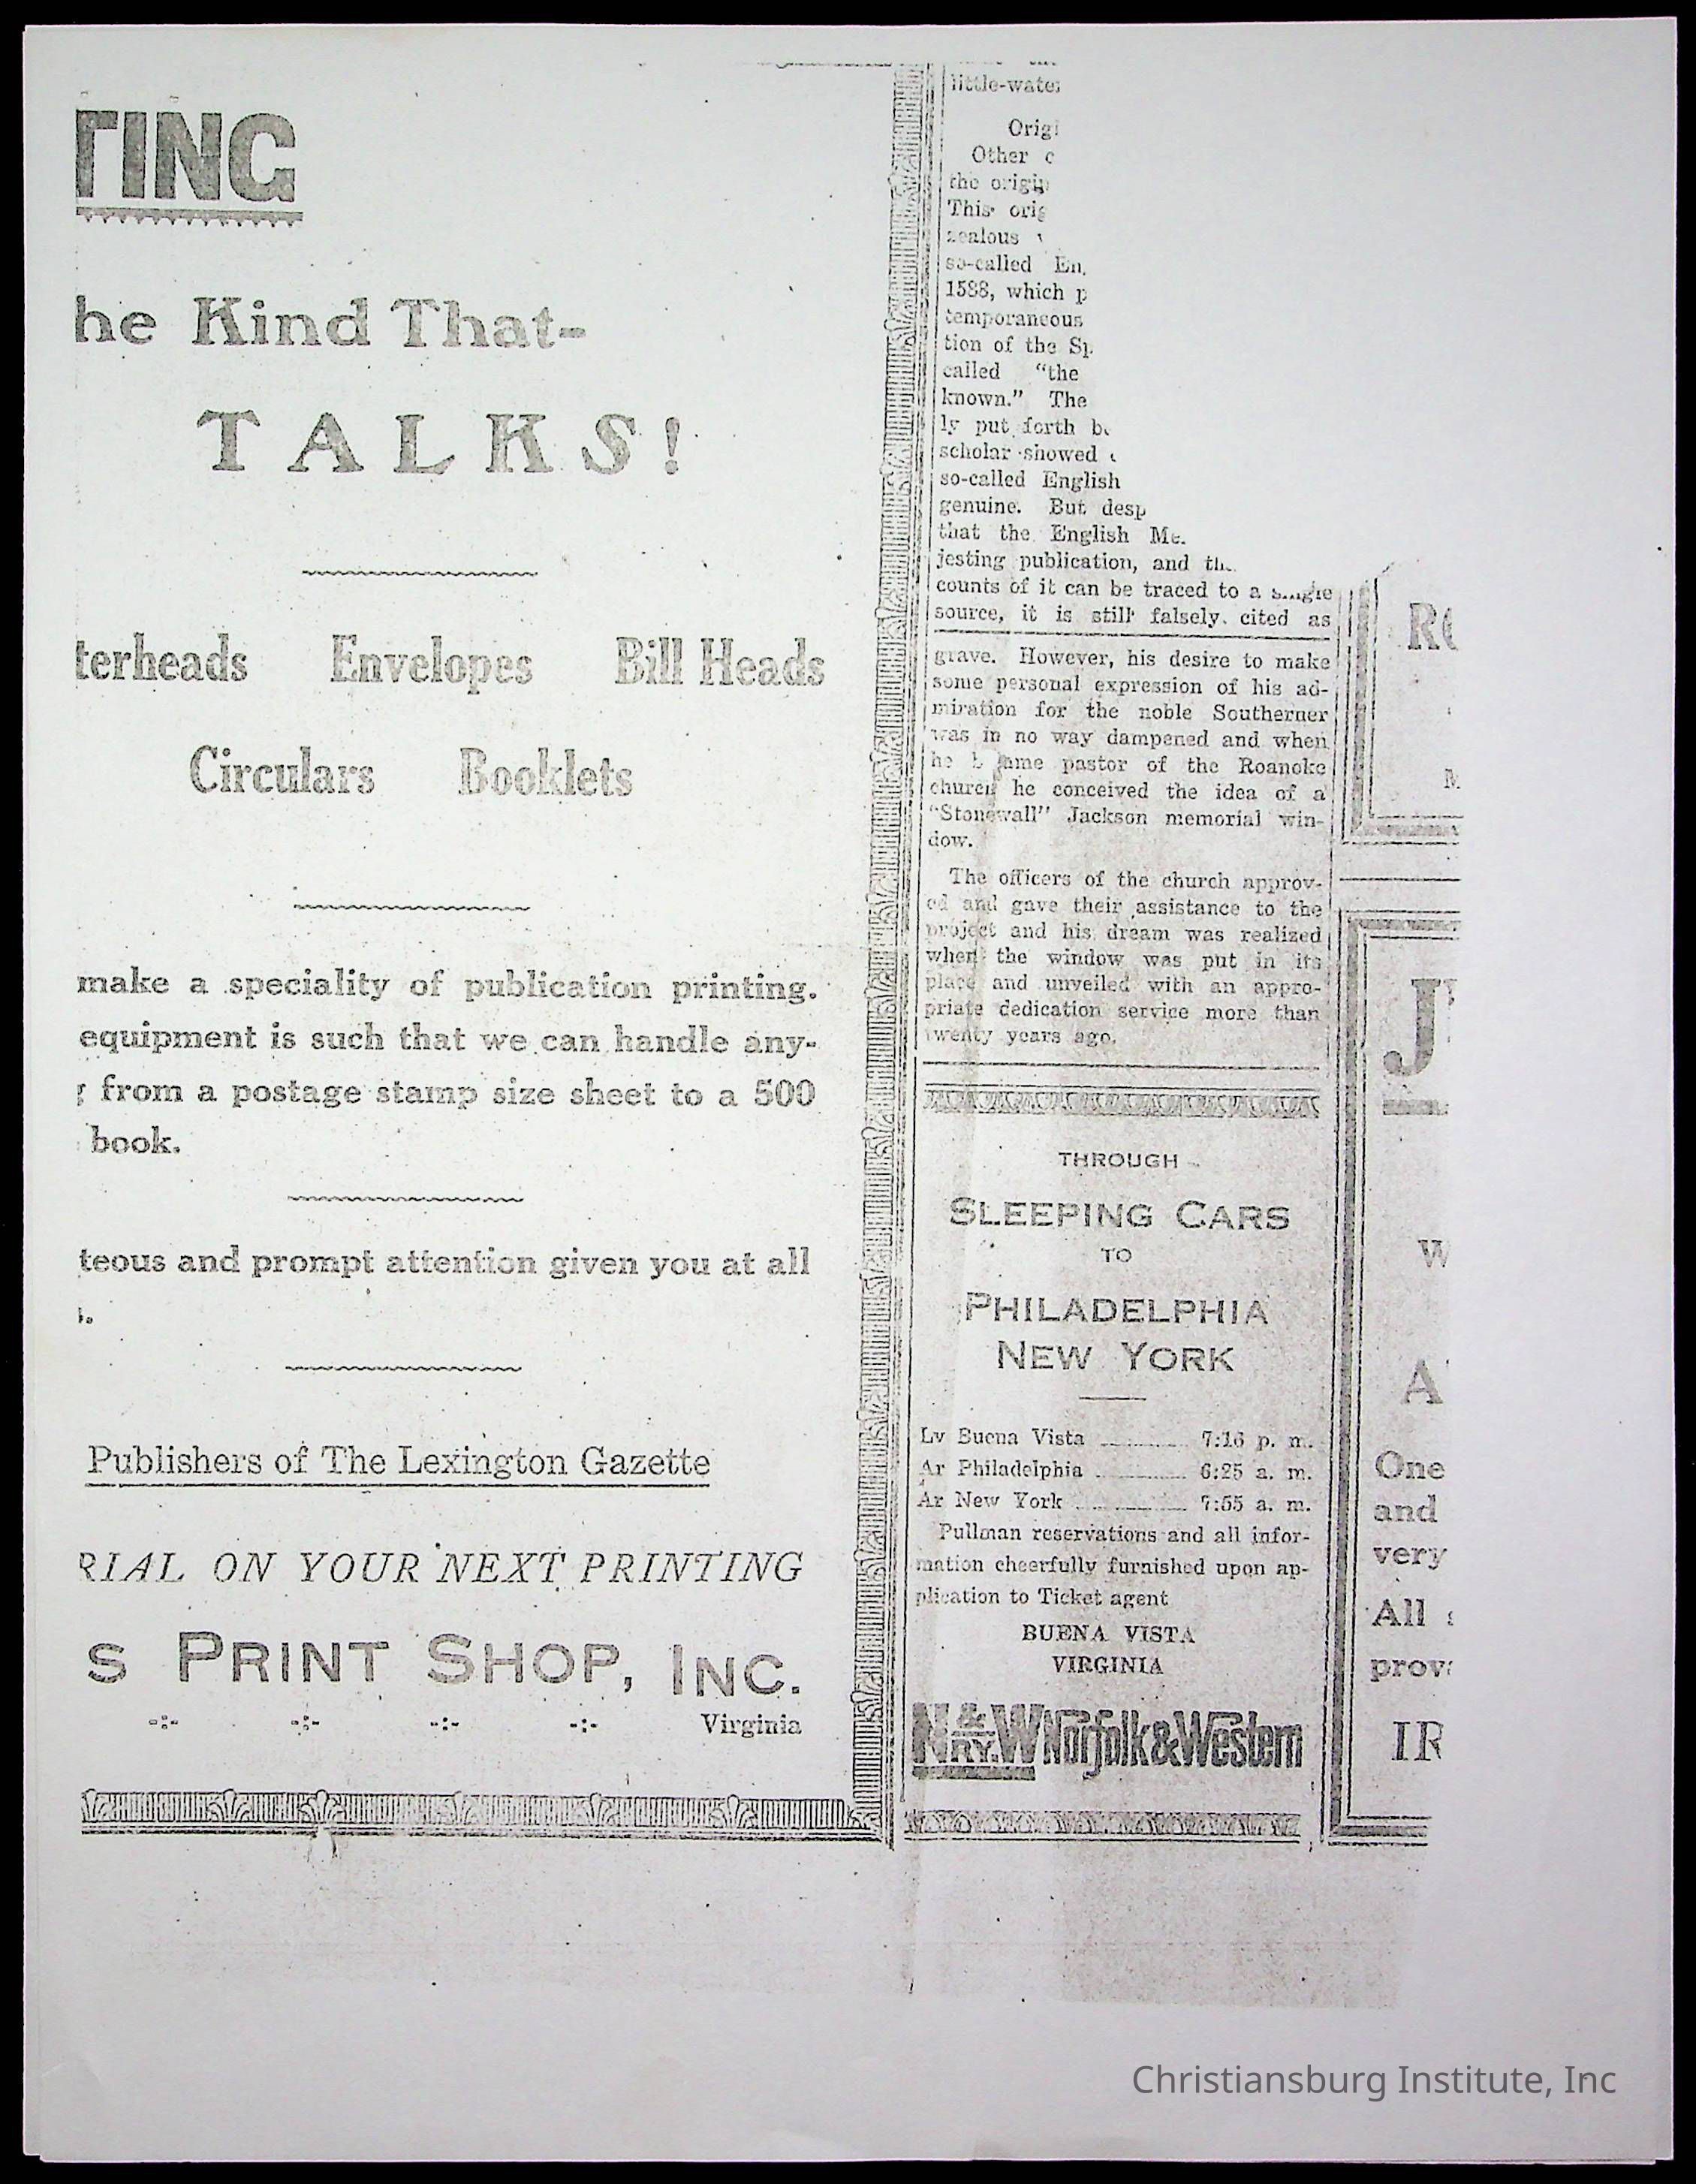 TING
he Kind That-
TALKS!
terheads Envelopes Bill Heads
Circulars Booklets
make a speciality of publication printing.
equipment is such that we can handle any-
from a postage stamp size sheet to a 500
book.
teous and prompt attention given you at all
Publishers of The Lexington Gazette
RIAL ON YOUR NEXT PRINTING
S PRINT SHOP, INC.
Virginia
little-water
Origi
Other c
the origin
This orig
zealous
so-called En
1588, which p
temporaneous
tion of the Sp
called "the
known." The
ly put forth be
scholar showed
so-called English
genuine. But desp
that the English Me
jesting publication, and th
counts of it can be traced to a single
source, it is still falsely cited as
grave. However, his desire to make
some personal expression of his ad-
miration for the noble Southerner
was in no way dampened and when
he became pastor of the Roanoke
church he conceived the idea of a
"Stonewall" Jackson memorial win-
dow.
The officers of the church approv-
ed and gave their assistance to the
project and his dream was realized
when the window was put in its
place and unveiled with an appro-
priate dedication service more than
twenty years ago.
THROUGH
SLEEPING CARS
TO
PHILADELPHIA
NEW YORK
Lv Buena Vista 7:16 p. m.
Ar Philadelphia 6:25 a. m.
Ar New York 7:55 a. m.
Pullman reservations and all infor-
mation cheerfully furnished upon ap-
plication to Ticket agent
BUENA VISTA
VIRGINIA
N&W RY. Norfolk & Western
J
W
A
One
and
very
All
prov
IR
Christiansburg Institute, Inc